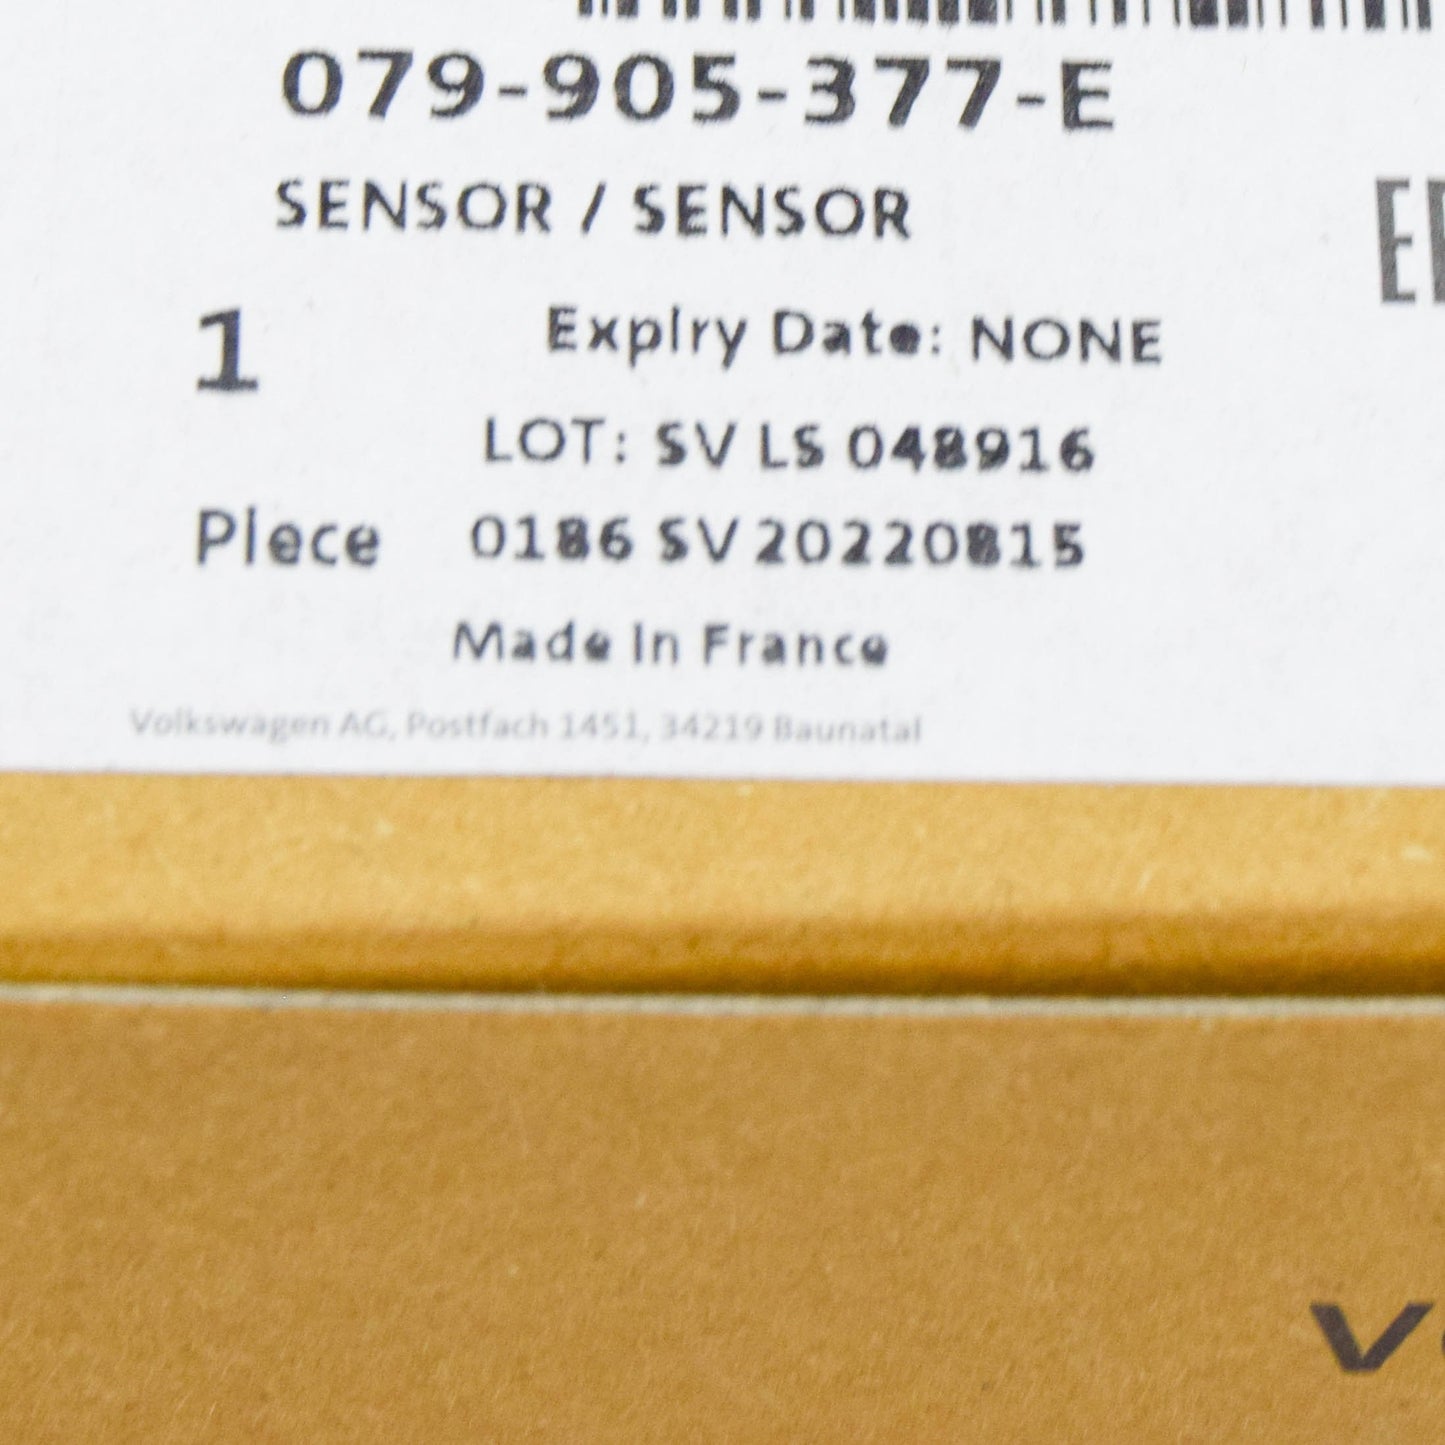 079-905-377-E
SENSOR / SENSOR
1
Expiry Date: NONE
LOT: SV LS 048916
Piece 0186 SV 20220815
Made in France
Volkswagen AG, Postfach 1451, 34219 Baunatal